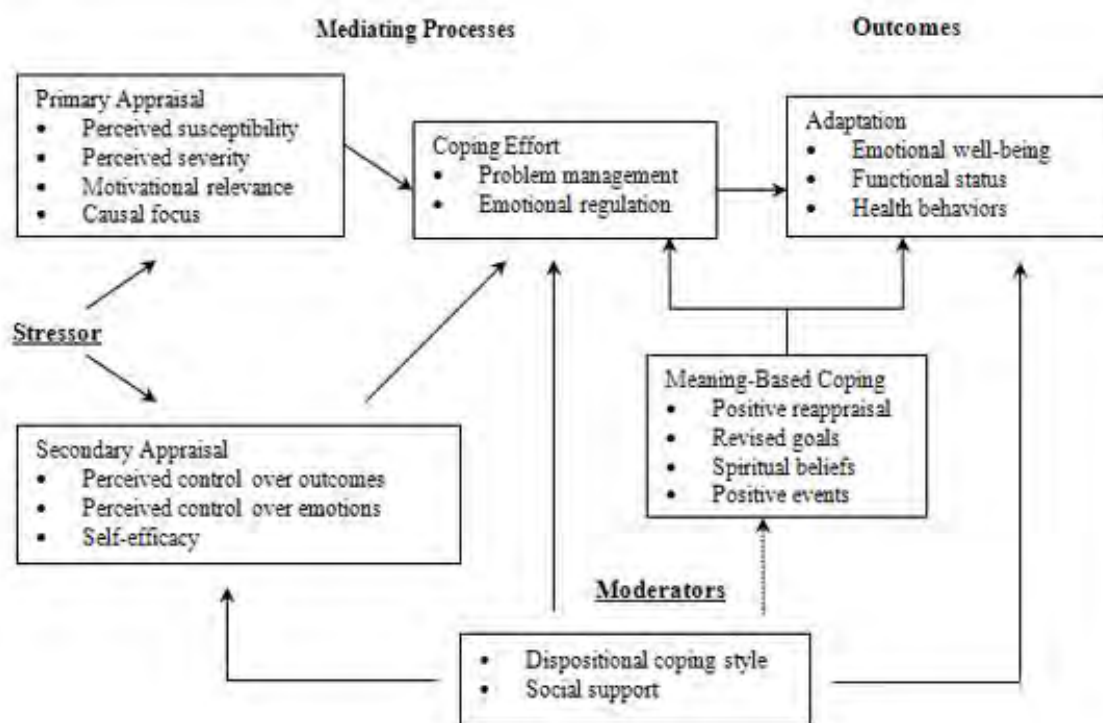 Mediating Processes
Outcomes
Primary Appraisal
• Perceived susceptibility
• Perceived severity
• Motivational relevance
• Causal focus
Coping Effort
• Problem management
• Emotional regulation
Adaptation
• Emotional well-being
• Functional status
• Health behaviors
Stressor
Meaning-Based Coping
• Positive reappraisal
• Revised goals
• Spiritual beliefs
• Positive events
Secondary Appraisal
• Perceived control over outcomes
• Perceived control over emotions
• Self-efficacy
Moderators
• Dispositional coping style
• Social support